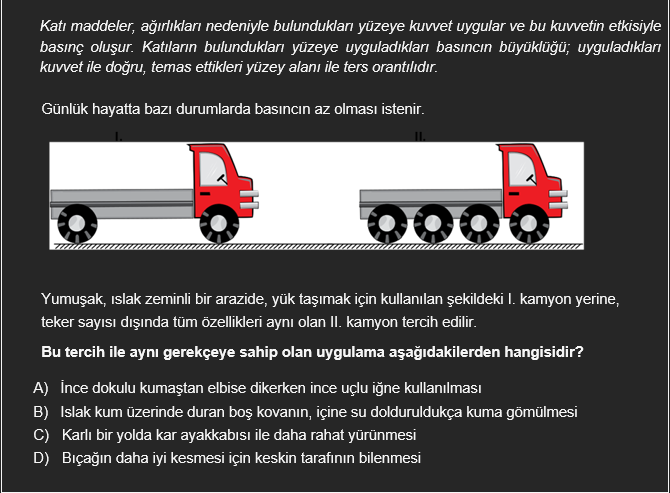 Katı maddeler, ağırlıkları nedeniyle bulundukları yüzeye kuvvet uygular ve bu kuvvetin etkisiyle
basınç oluşur. Katıların bulundukları yüzeye uyguladıkları basıncın büyüklüğü; uyguladıkları
kuvvet ile doğru, temas ettikleri yüzey alanı ile ters orantılıdır.
Günlük hayatta bazı durumlarda basıncın az olması istenir.
I. II.
Yumuşak, ıslak zeminli bir arazide, yük taşımak için kullanılan şekildeki I. kamyon yerine,
teker sayısı dışında tüm özellikleri aynı olan II. kamyon tercih edilir.
Bu tercih ile aynı gerekçeye sahip olan uygulama aşağıdakilerden hangisidir?
A) İnce dokulu kumaştan elbise dikerken ince uçlu iğne kullanılması
B) Islak kum üzerinde duran boş kovanın, içine su dolduruldukça kuma gömülmesi
C) Karlı bir yolda kar ayakkabısı ile daha rahat yürünmesi
D) Bıçağın daha iyi kesmesi için keskin tarafının bilenmesi